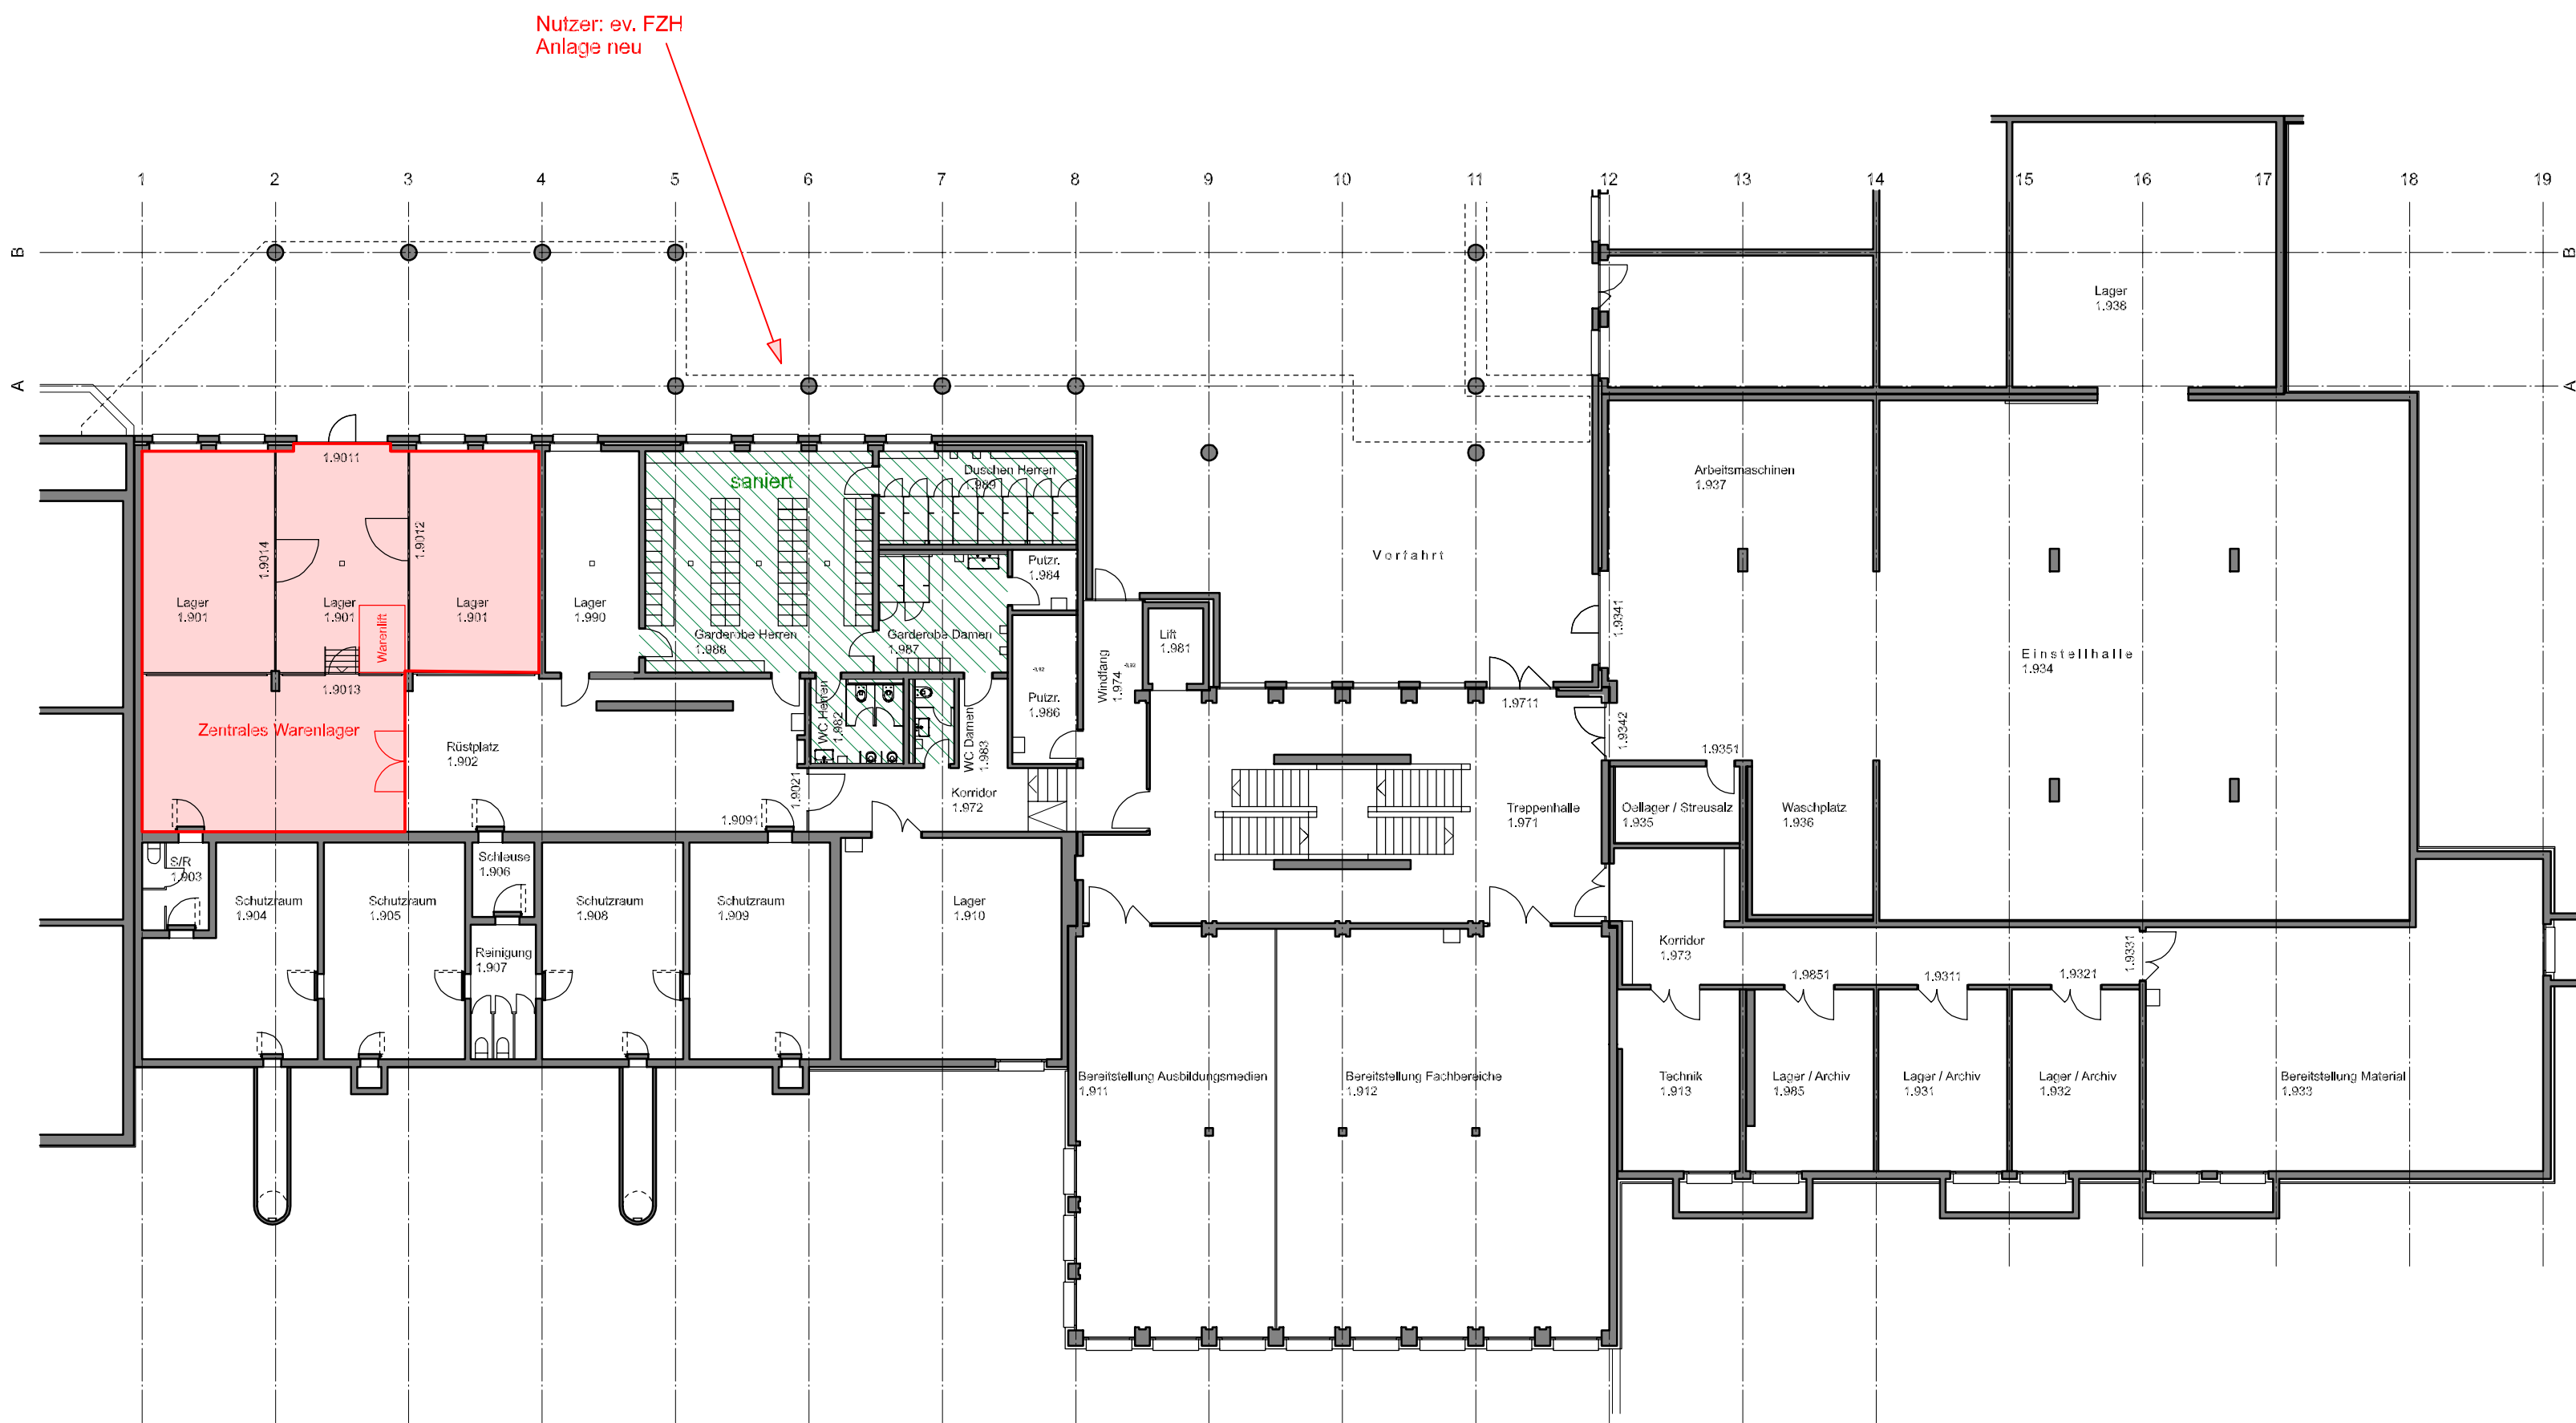 Nutzer: ev. FZH
Anlage neu
1 2 3 4 5 6 7 8 9 10 11 12 13 14 15 16 17 18 19
B
B
A
A
Lager
1.938
1.9011
1.9012
1.9014
Lager
1.901
Lager
1.901
Lager
1.901
Warenlift
1.9013
Zentrales Warenlager
Lager
1.990
saniert
Duschen Herren
1.989
Garderobe Herren
1.988
Garderobe Damen
1.987
Putzr.
1.984
Putzr.
1.986
Windfang
1.974
Lift
1.981
Vorfahrt
Arbeitsmaschinen
1.937
Einstellhalle
1.934
1.9341
1.9342
1.9711
1.9351
Rüstplatz
1.902
WC Herren
1.982
WC Damen
1.983
1.9021
1.9091
Korridor
1.972
Treppenhalle
1.971
Oellager / Streusalz
1.935
Waschplatz
1.936
S/R
1.903
Schutzraum
1.904
Schutzraum
1.905
Schleuse
1.906
Reinigung
1.907
Schutzraum
1.908
Schutzraum
1.909
Lager
1.910
Korridor
1.973
1.9851
1.9311
1.9321
1.9331
Bereitstellung Ausbildungsmedien
1.911
Bereitstellung Fachbereiche
1.912
Technik
1.913
Lager / Archiv
1.985
Lager / Archiv
1.931
Lager / Archiv
1.932
Bereitstellung Material
1.933